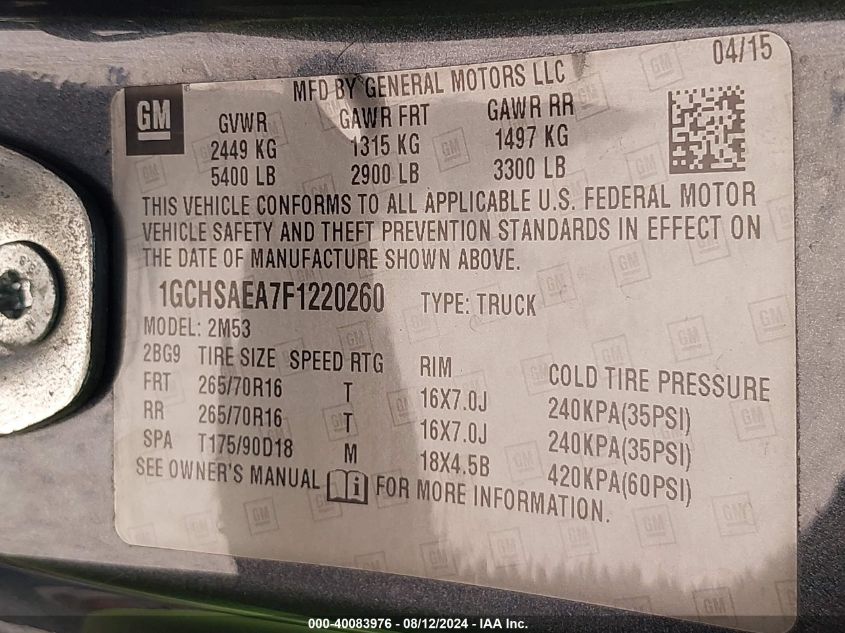 04/15
MFD BY GENERAL MOTORS LLC
GM
GVWR GAWR FRT GAWR RR
2449 KG 1315 KG 1497 KG
5400 LB 2900 LB 3300 LB
THIS VEHICLE CONFORMS TO ALL APPLICABLE U.S. FEDERAL MOTOR
VEHICLE SAFETY AND THEFT PREVENTION STANDARDS IN EFFECT ON
THE DATE OF MANUFACTURE SHOWN ABOVE.
1GCHSAEA7F1220260 TYPE: TRUCK
MODEL: 2M53
2BG9 TIRE SIZE SPEED RTG RIM COLD TIRE PRESSURE
FRT 265/70R16 T 16X7.0J 240KPA(35PSI)
RR 265/70R16 T 16X7.0J 240KPA(35PSI)
SPA T175/90D18 M 18X4.5B 420KPA(60PSI)
SEE OWNER'S MANUAL i FOR MORE INFORMATION.
000-40083976 - 08/12/2024 - IAA Inc.